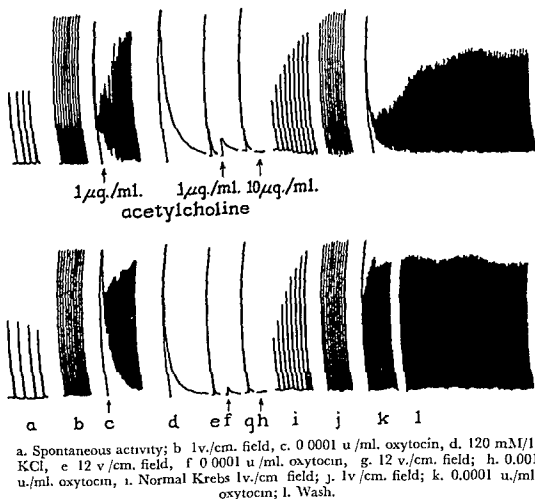 1µg./ml. 1µg./ml. 10µg./ml.
acetylcholine
a b c d e f g h i j k l
a. Spontaneous activity; b 1v./cm. field, c. 0 0001 u /ml. oxytocin, d. 120 mM/l
KCl, e 12 v /cm. field, f 0 0001 u /ml. oxytocin, g. 12 v./cm. field; h. 0.001
u./ml. oxytocin, i. Normal Krebs 1v./cm field; j. 1v /cm field; k. 0.0001 u./ml
oxytocin; l. Wash.